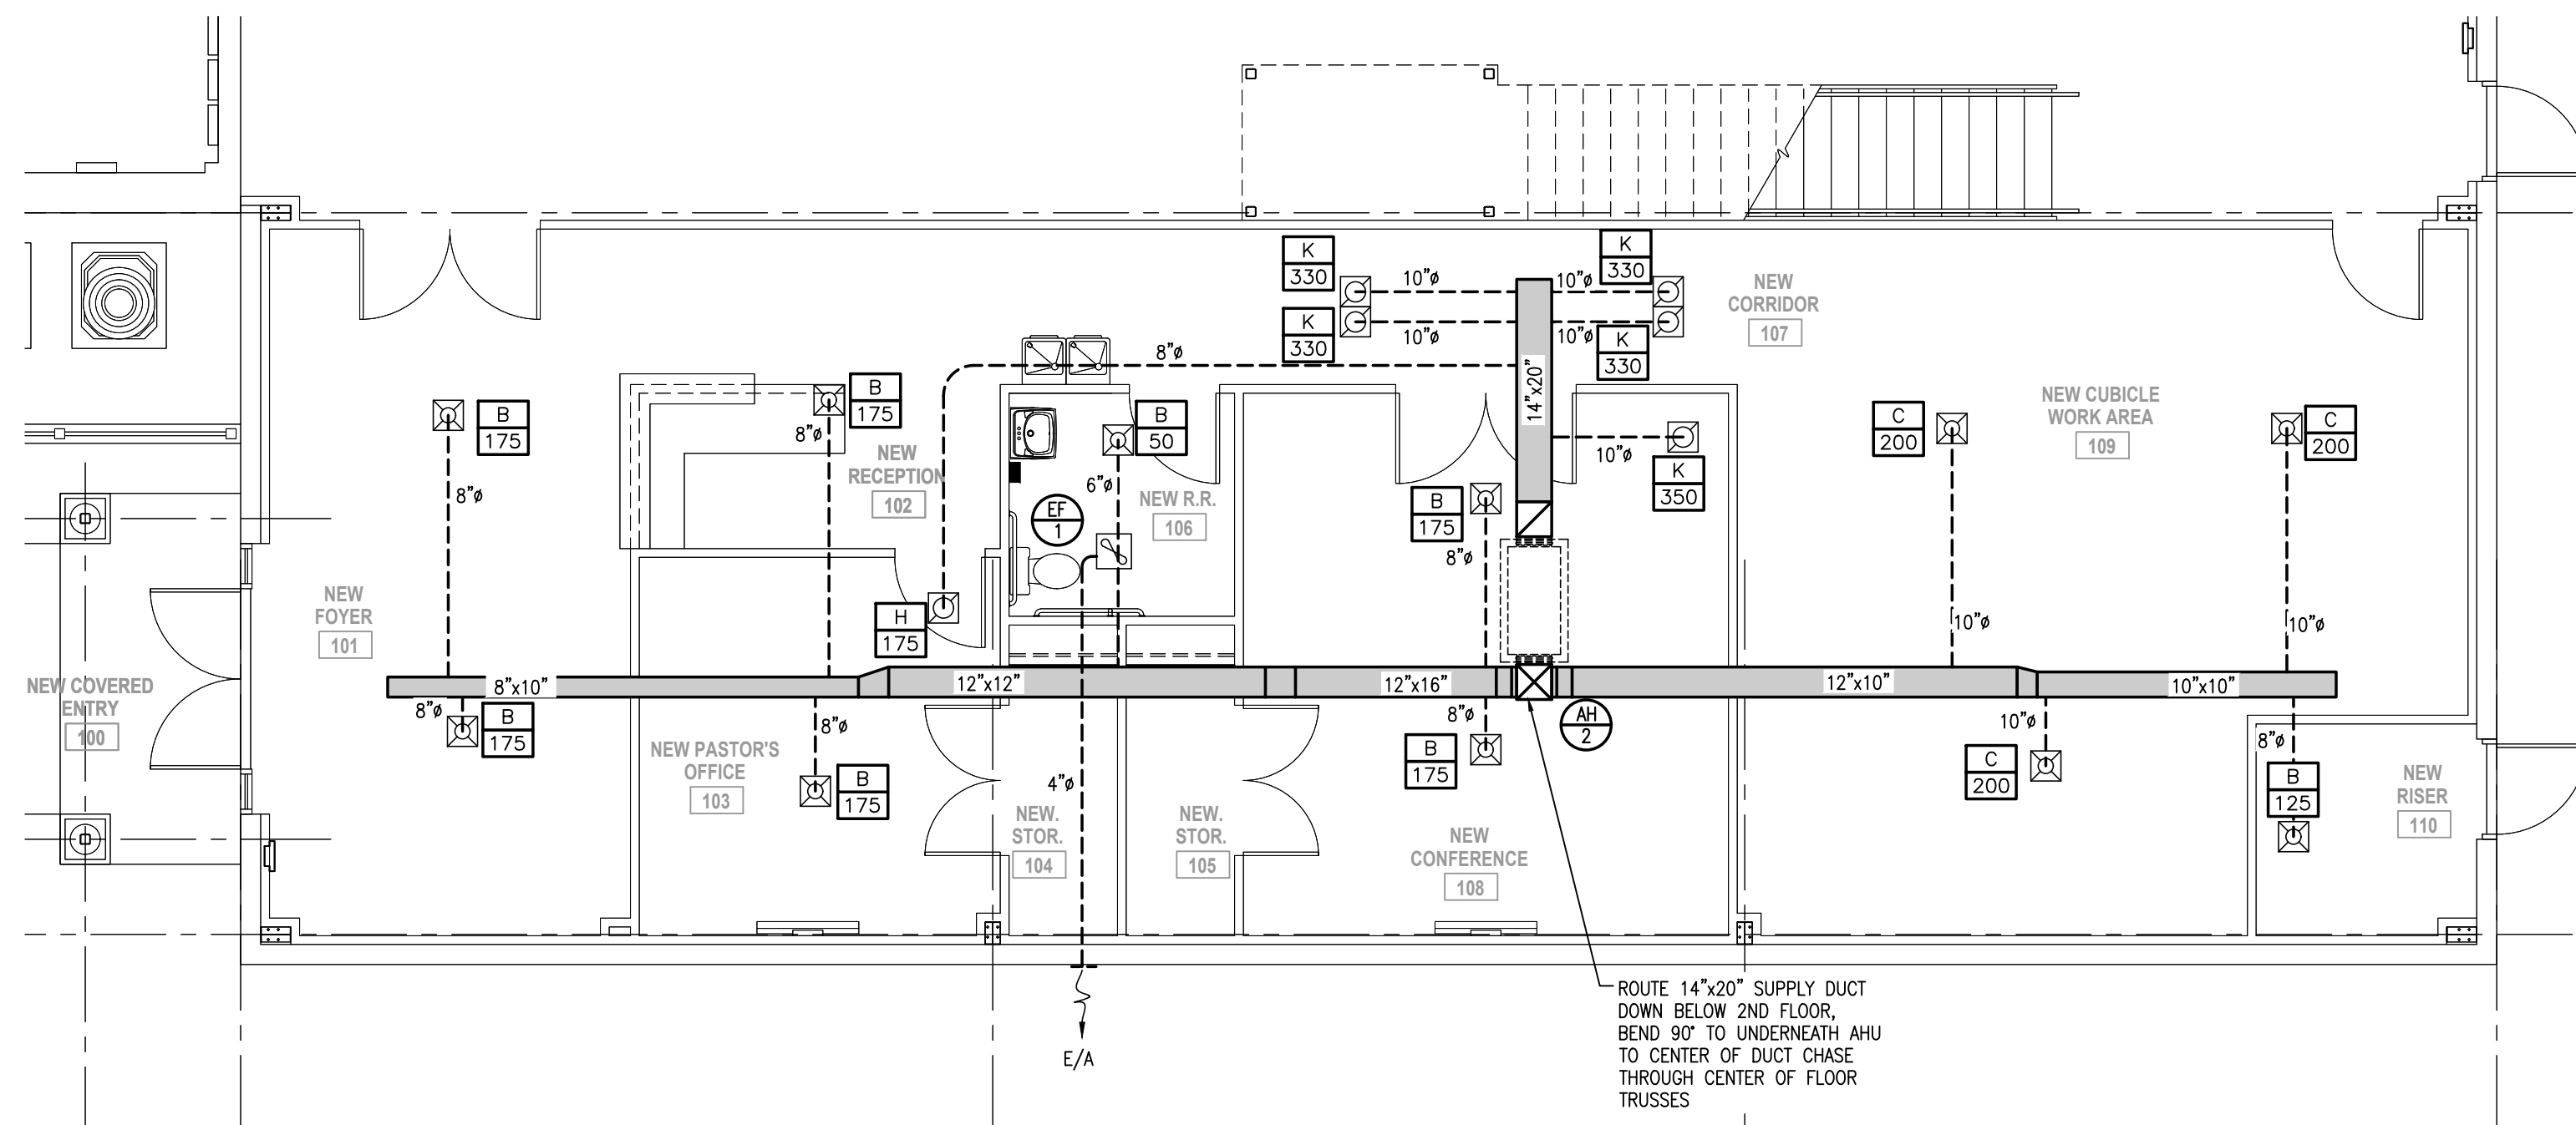 K
330
10"ø
10"ø
K
330
NEW
CORRIDOR
107
K
330
10"ø
10"ø
K
330
8"ø
14"x20"
B
175
B
175
8"ø
8"ø
NEW
RECEPTION
102
B
50
6"ø
EF
1
NEW R.R.
106
B
175
8"ø
10"ø
K
350
C
200
NEW CUBICLE
WORK AREA
109
C
200
NEW
FOYER
101
H
175
10"ø
10"ø
NEW COVERED
ENTRY
100
8"x10"
12"x12"
12"x16"
12"x10"
10"x10"
8"ø
B
175
8"ø
8"ø
AH
2
10"ø
8"ø
NEW PASTOR'S
OFFICE
103
B
175
4"ø
B
175
C
200
B
125
NEW
RISER
110
NEW.
STOR.
104
NEW.
STOR.
105
NEW
CONFERENCE
108
E/A
ROUTE 14"x20" SUPPLY DUCT
DOWN BELOW 2ND FLOOR,
BEND 90° TO UNDERNEATH AHU
TO CENTER OF DUCT CHASE
THROUGH CENTER OF FLOOR
TRUSSES